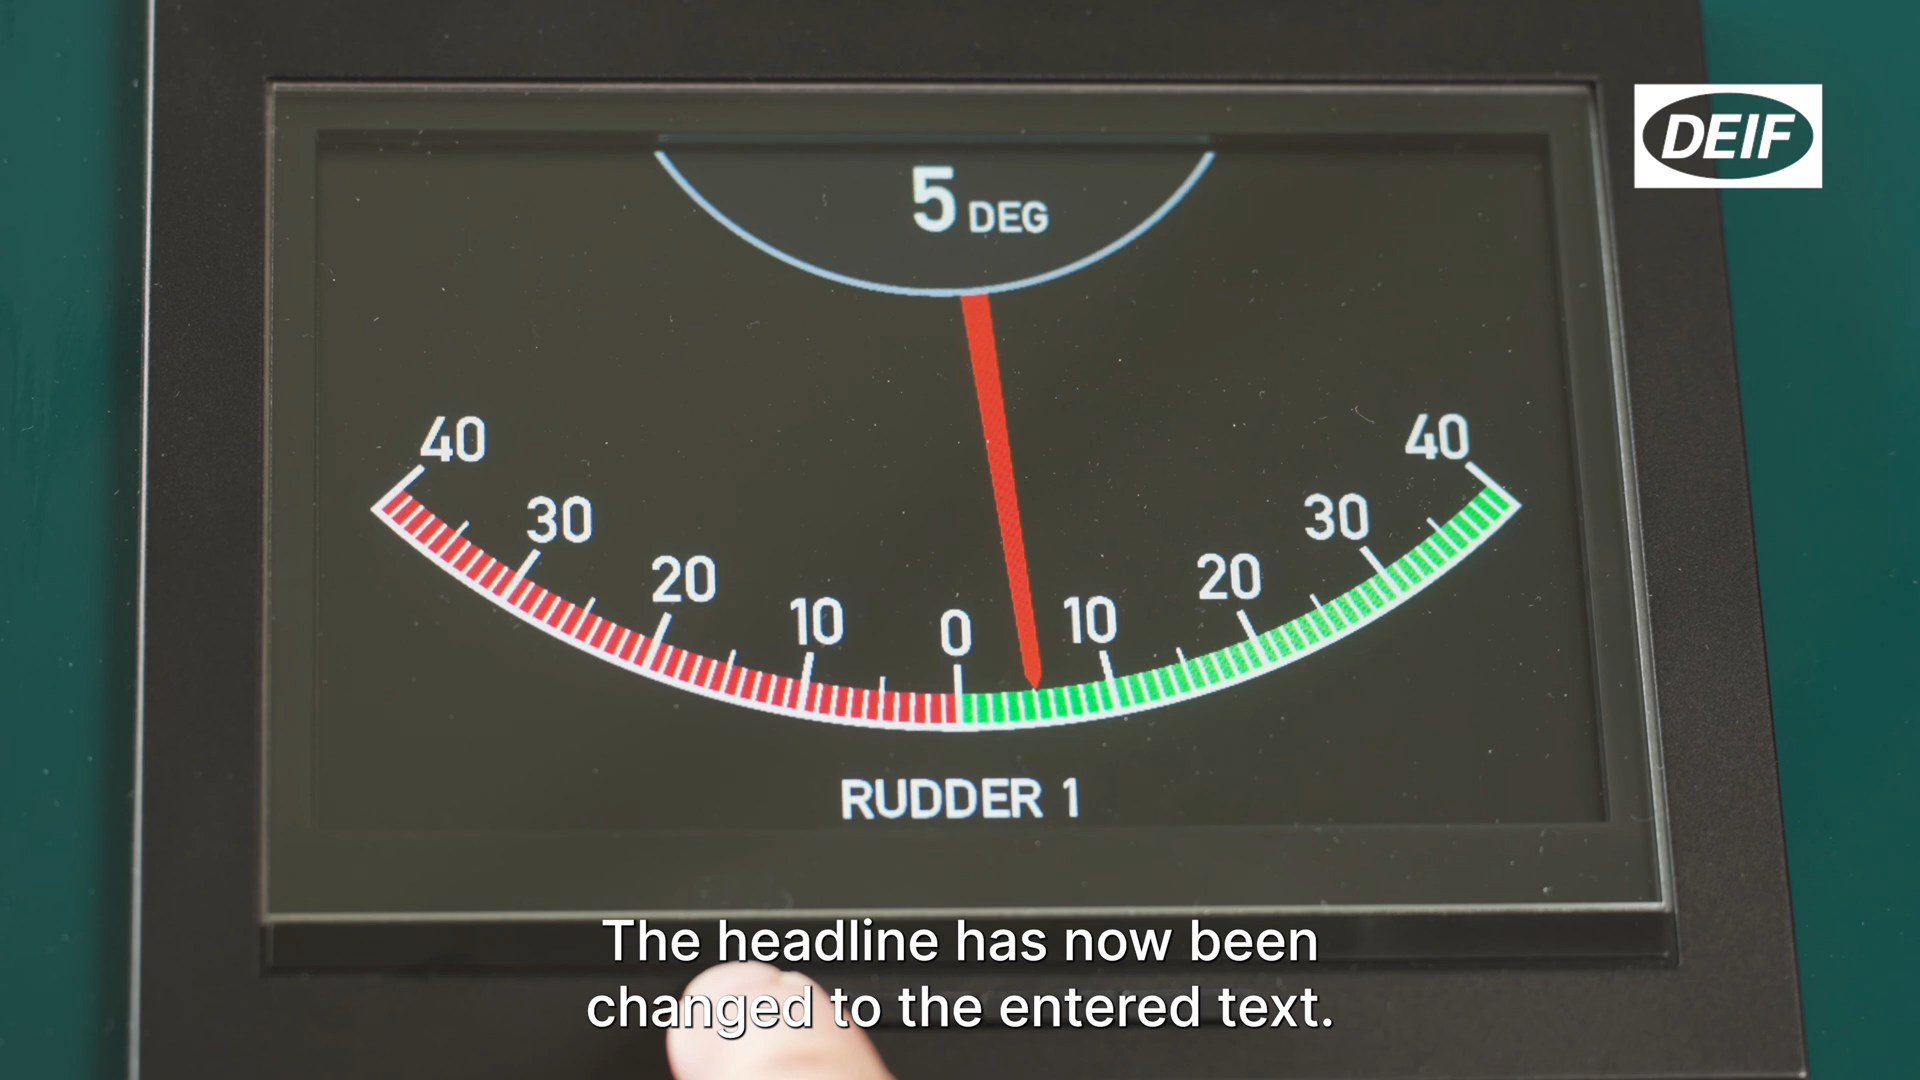 DEIF
5 DEG
40 40
30 30
20 20
10 0 10
RUDDER 1
The headline has now been
changed to the entered text.